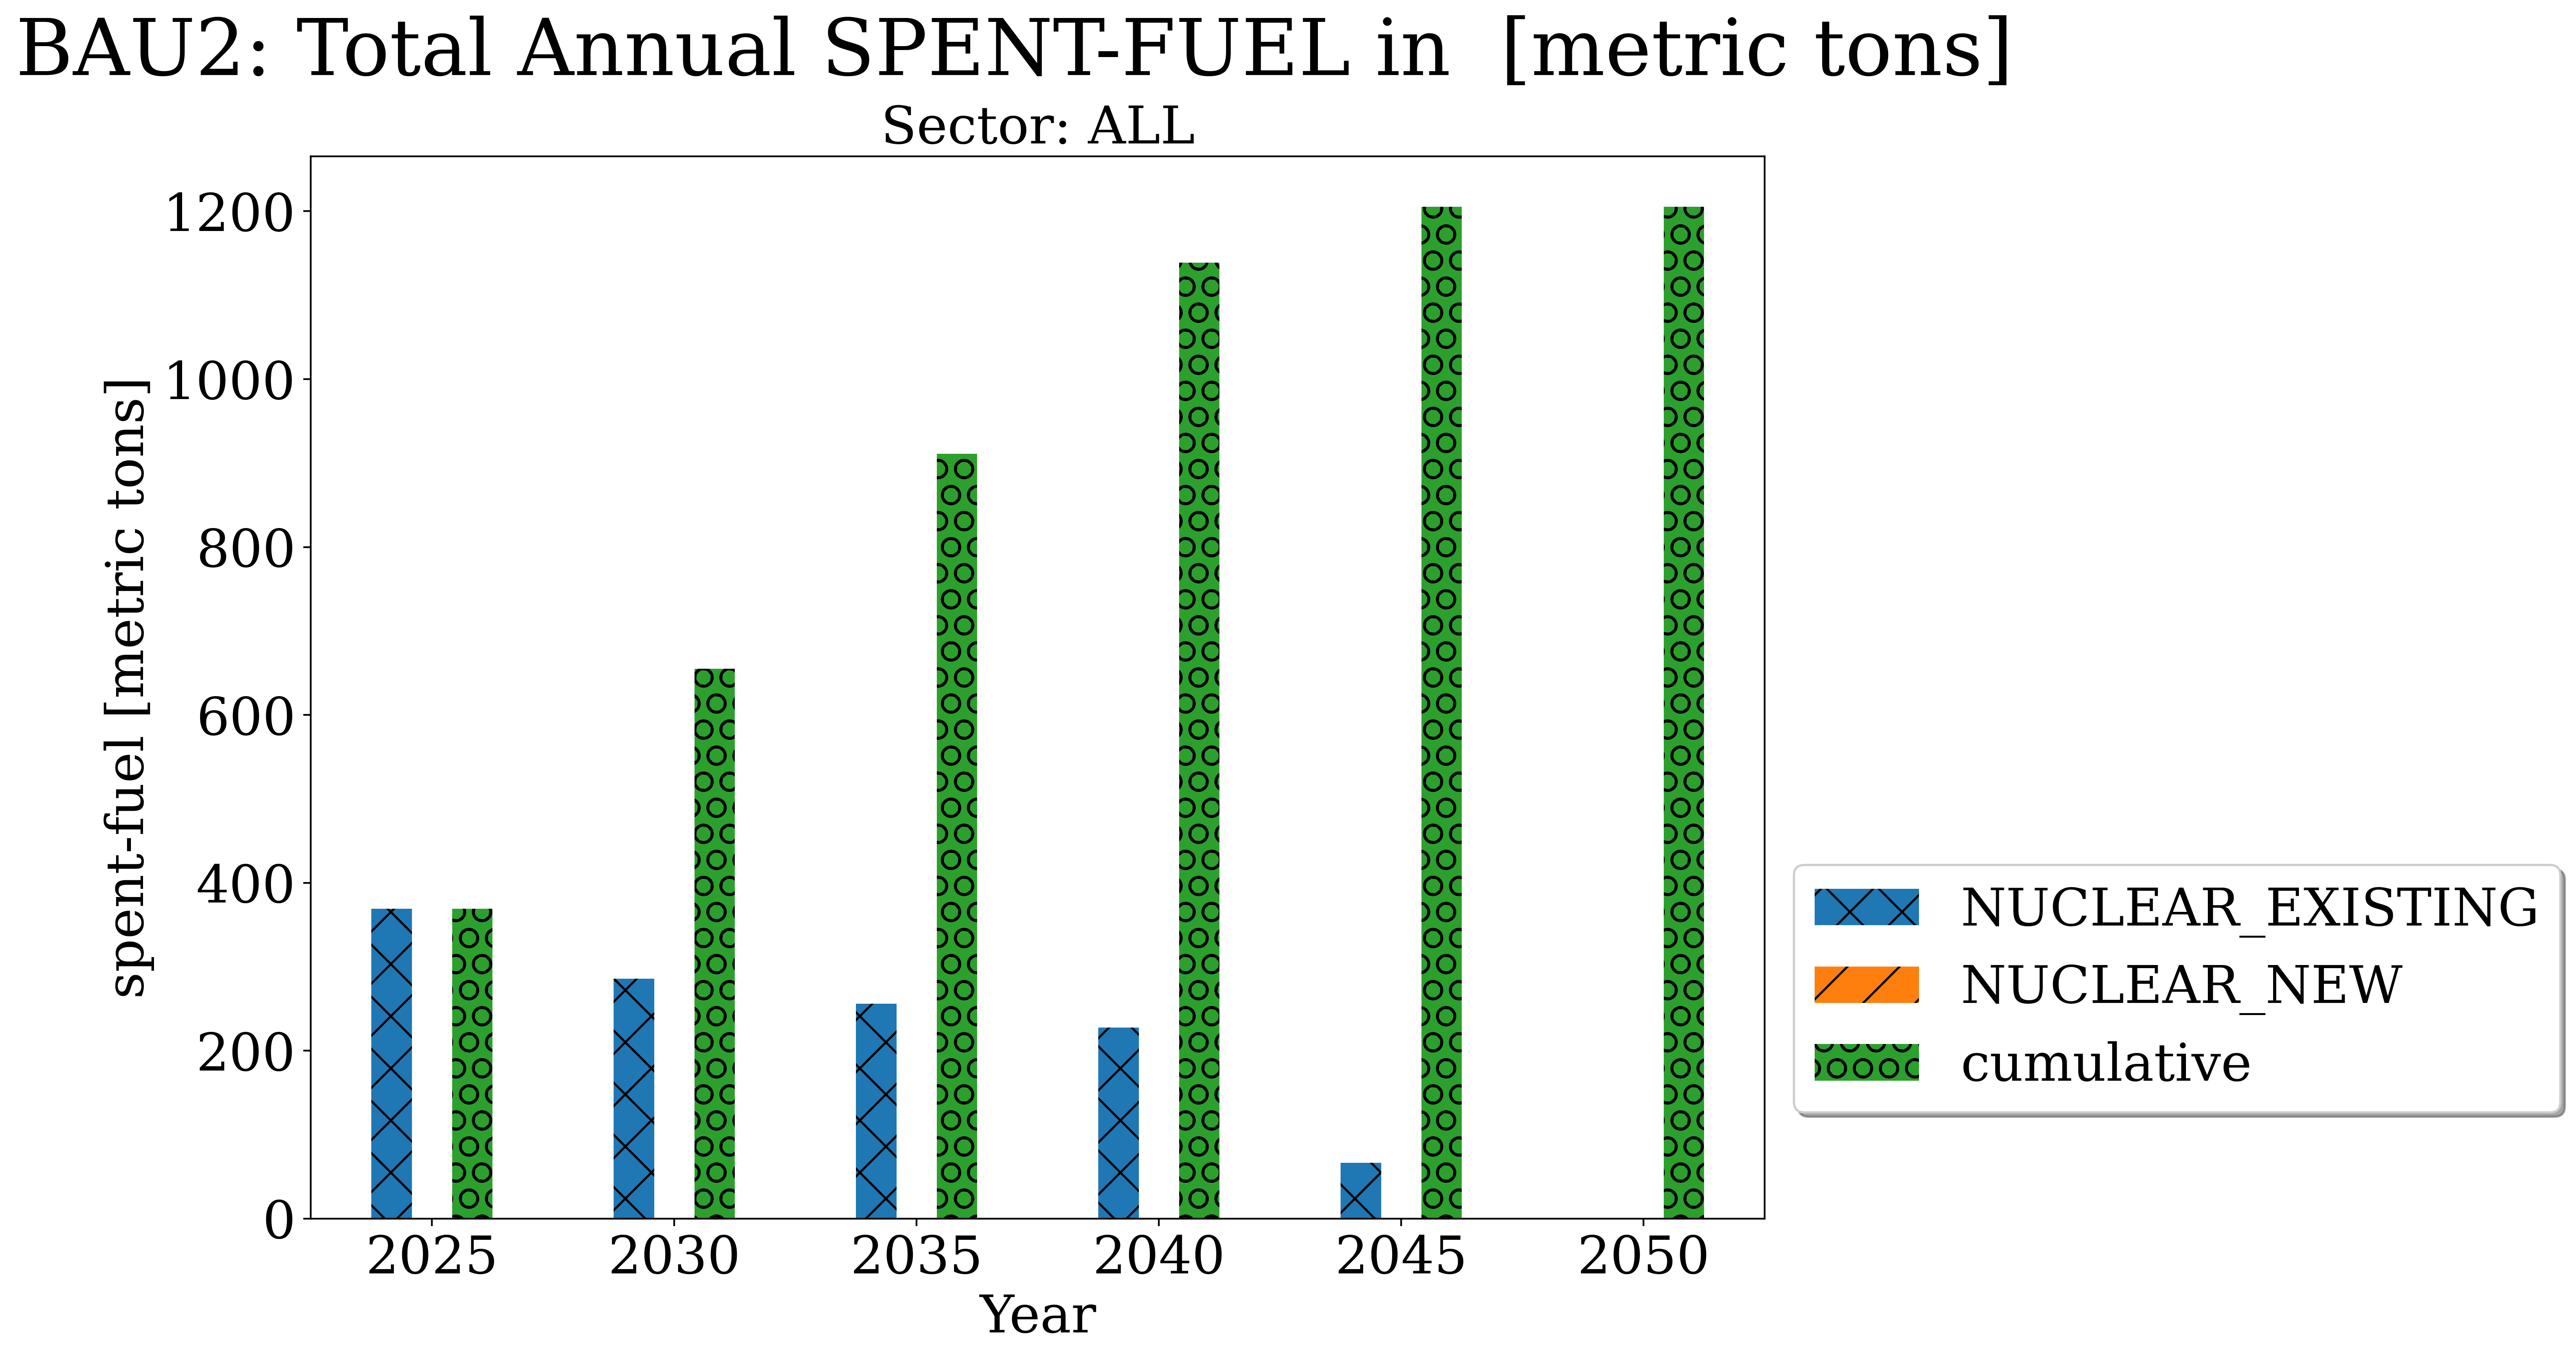 BAU2: Total Annual SPENT-FUEL in  [metric tons]
Sector: ALL
spent-fuel [metric tons]
1200
1000
800
600
400
200
0
2025 2030 2035 2040 2045 2050
Year
NUCLEAR_EXISTING
NUCLEAR_NEW
cumulative